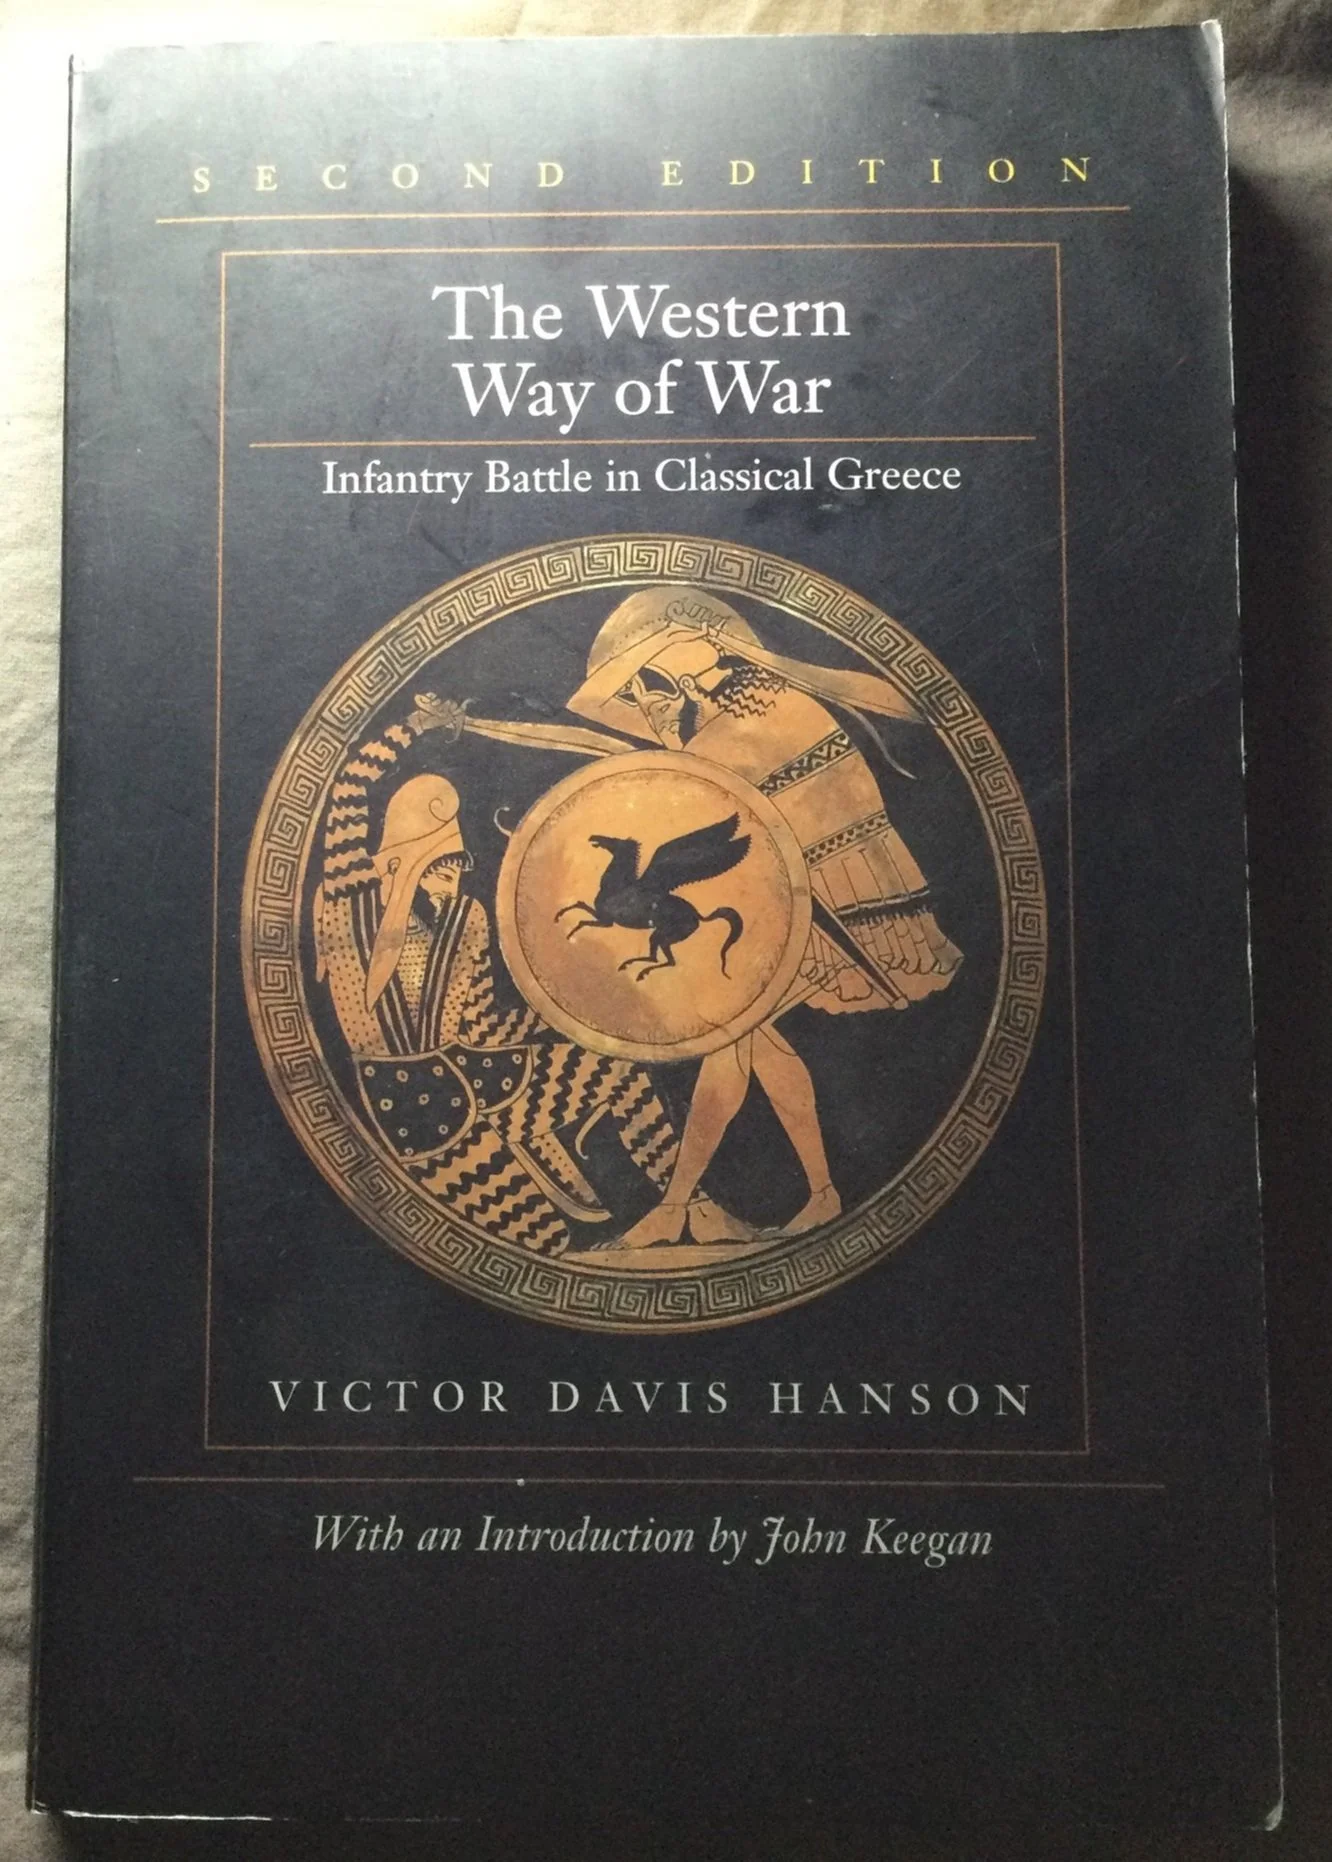 SECOND EDITION
The Western
Way of War
Infantry Battle in Classical Greece
VICTOR DAVIS HANSON
With an Introduction by John Keegan